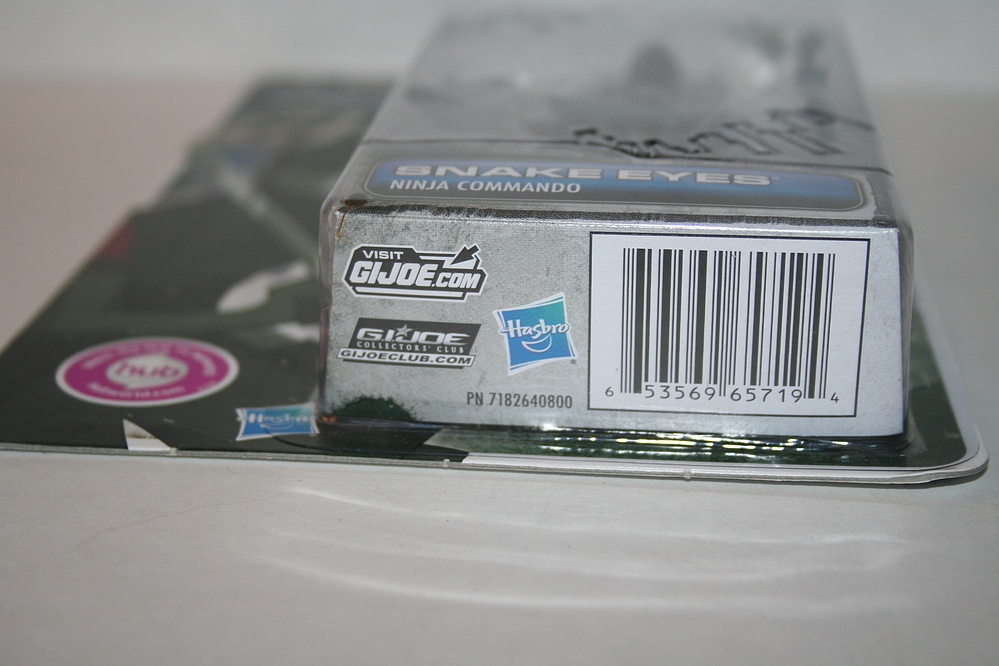 SNAKE EYES
NINJA COMMANDO
VISIT
GIJOE.COM
G.I. JOE
COLLECTORS' CLUB
GIJOECLUB.COM
Hasbro
PN 7182640800
6 53569 65719 4
hub
Hasbro